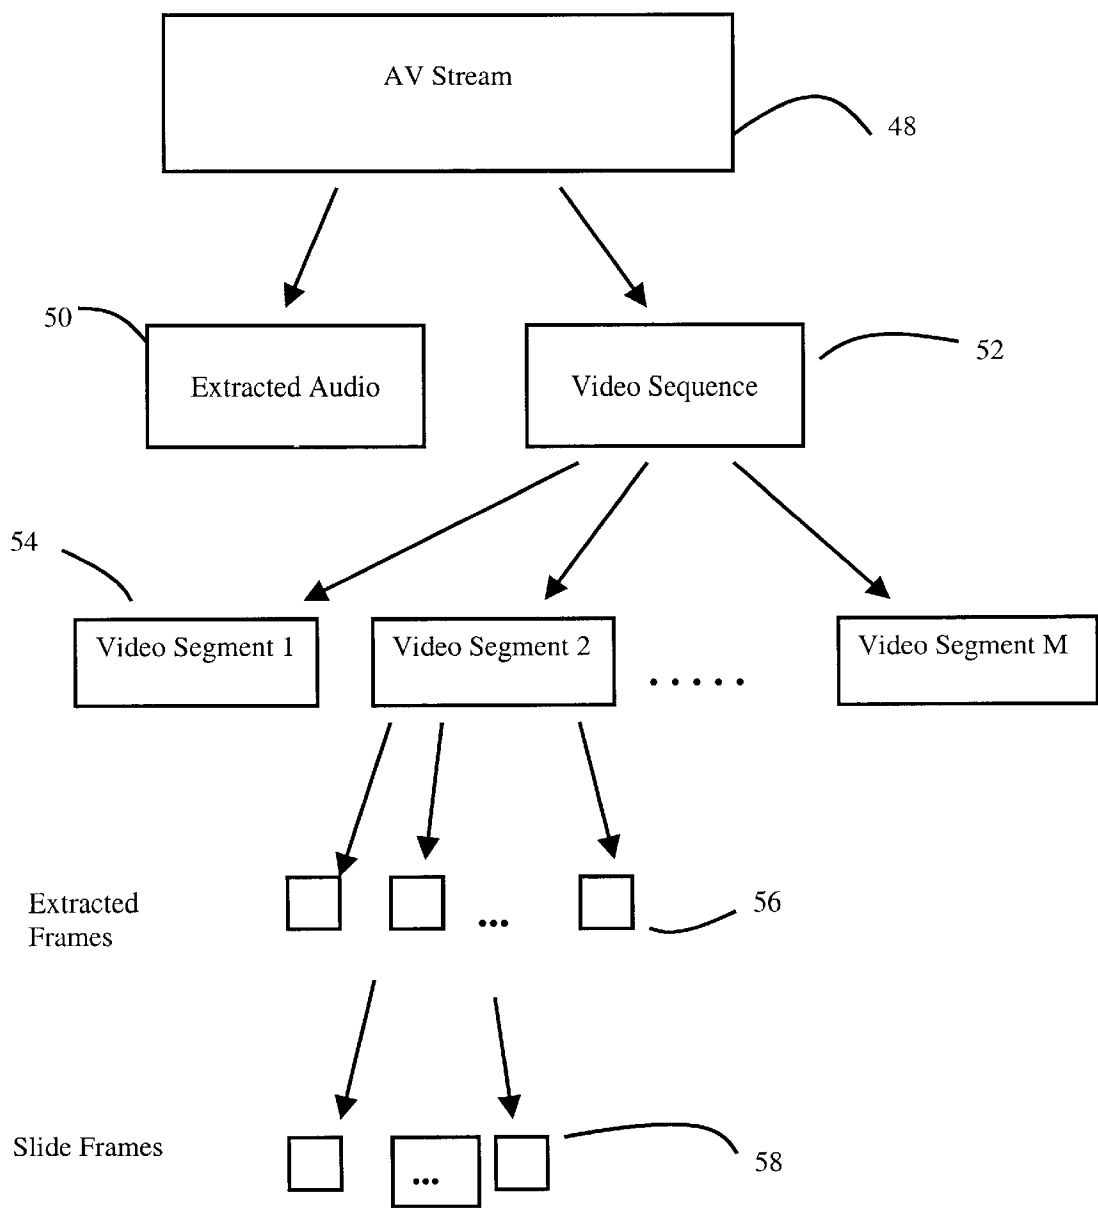 AV Stream
48
50
Extracted Audio
Video Sequence
52
54
Video Segment 1
Video Segment 2
.....
Video Segment M
Extracted
Frames
...
56
Slide Frames
...
58